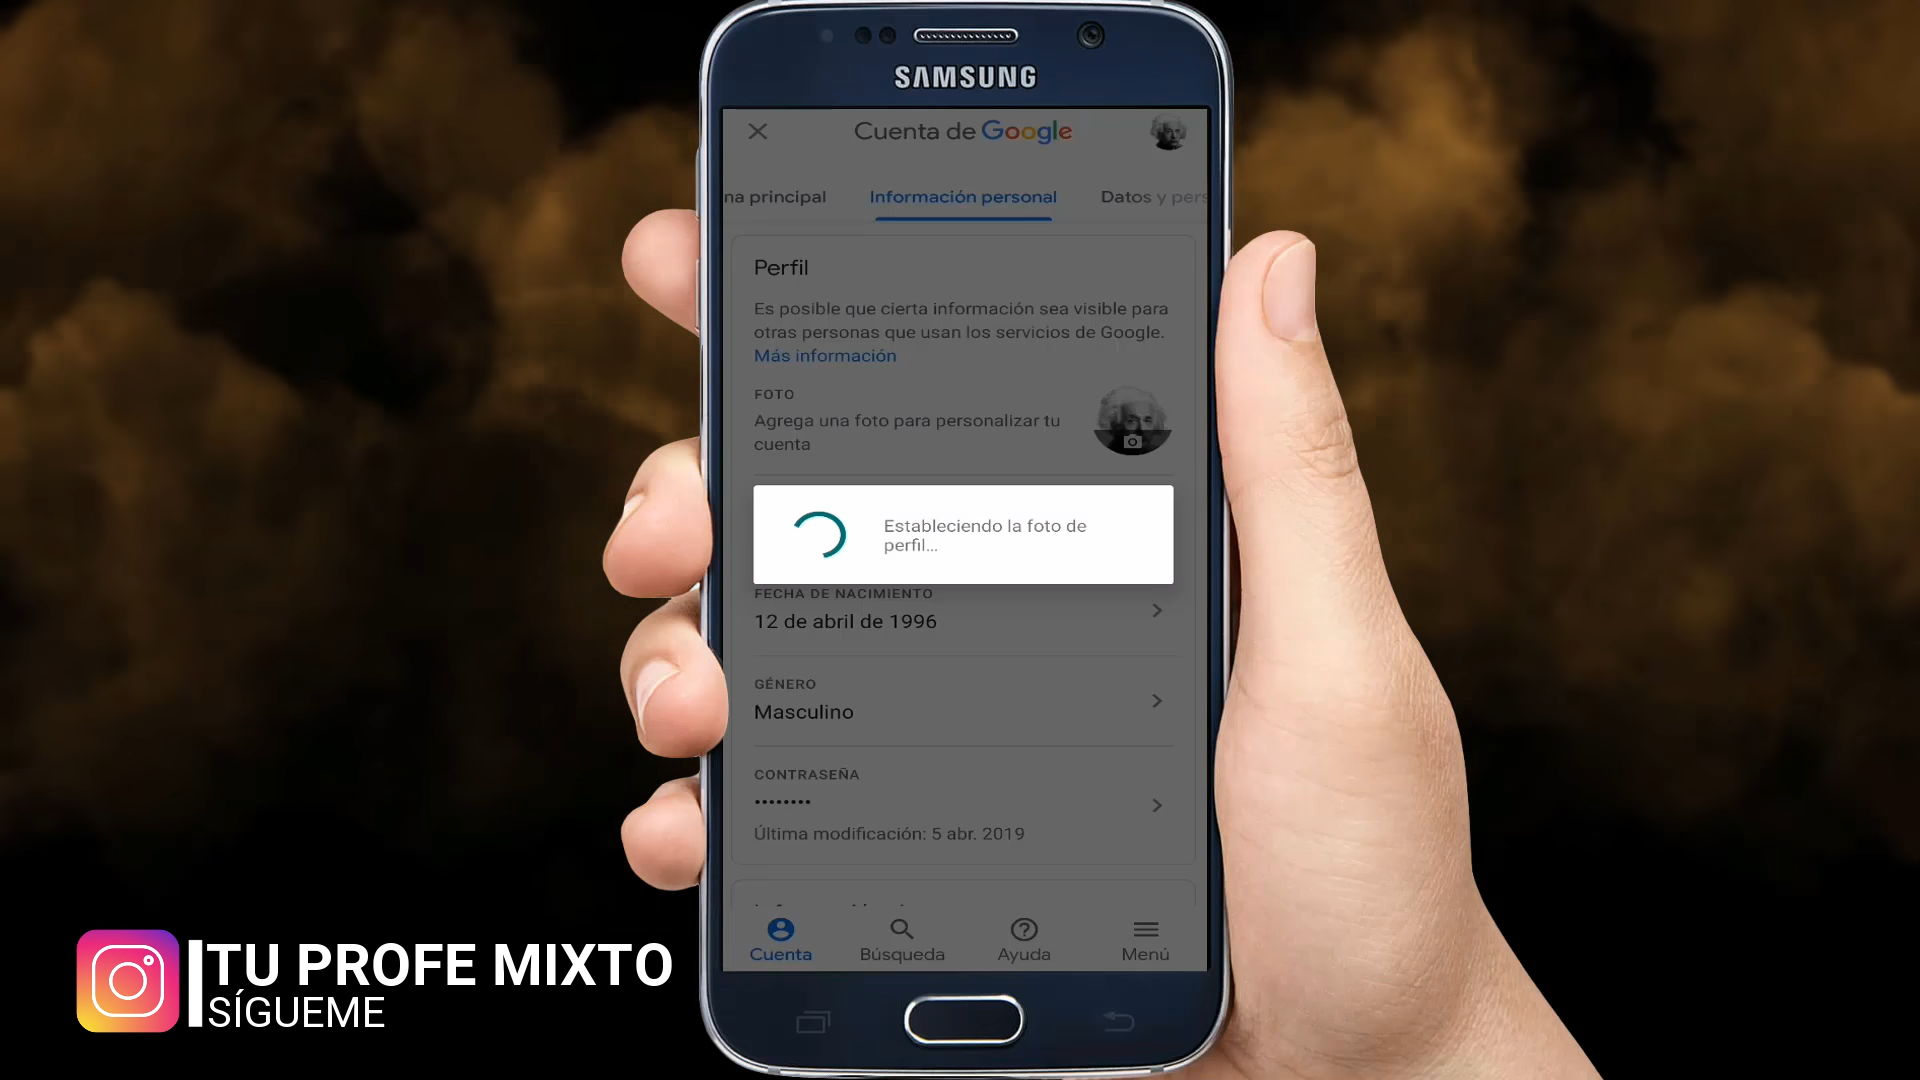 SAMSUNG
Cuenta de Google
na principal
Información personal
Datos y pers
Perfil
Es posible que cierta información sea visible para
otras personas que usan los servicios de Google.
Más información
FOTO
Agrega una foto para personalizar tu
cuenta
Estableciendo la foto de
perfil...
FECHA DE NACIMIENTO
12 de abril de 1996
GÉNERO
Masculino
CONTRASEÑA
••••••••
Última modificación: 5 abr. 2019
Cuenta
Búsqueda
Ayuda
Menú
TU PROFE MIXTO
SÍGUEME